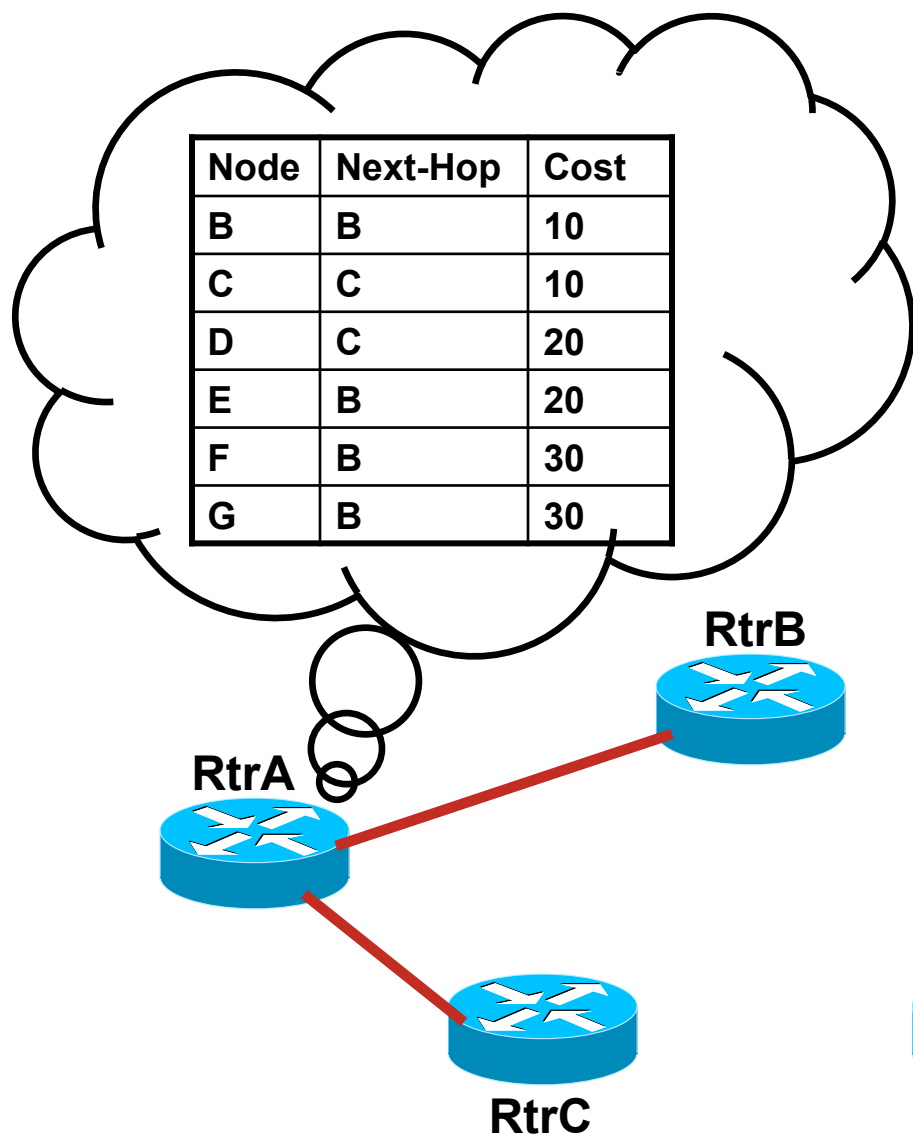 Node Next-Hop Cost
B B 10
C C 10
D C 20
E B 20
F B 30
G B 30
RtrB
RtrA
RtrC